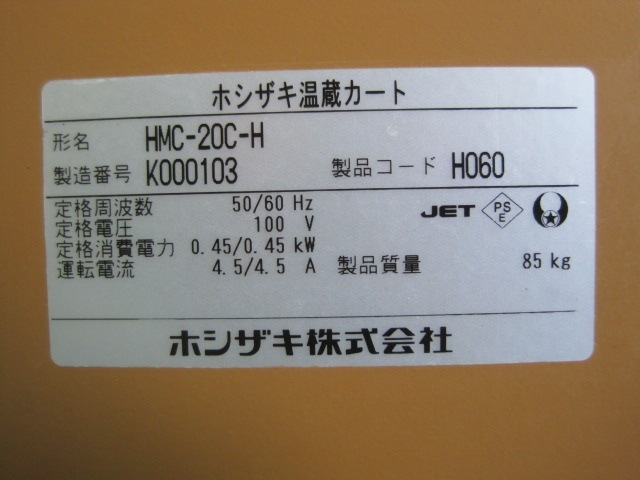 ホシザキ温蔵カート
形名 HMC-20C-H
製造番号 K000103 製品コード H060
定格周波数 50/60 Hz
定格電圧 100 V
定格消費電力 0.45/0.45 kW
運転電流 4.5/4.5 A
JET PSE
製品質量 85 kg
ホシザキ株式会社